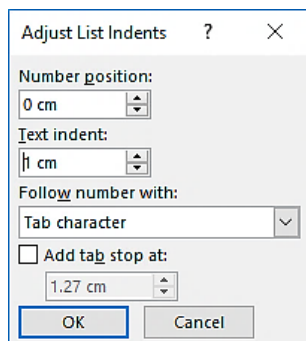 Adjust List Indents ?
Number position:
0 cm
Text indent:
1 cm
Follow number with:
Tab character
Add tab stop at:
1.27 cm
OK Cancel